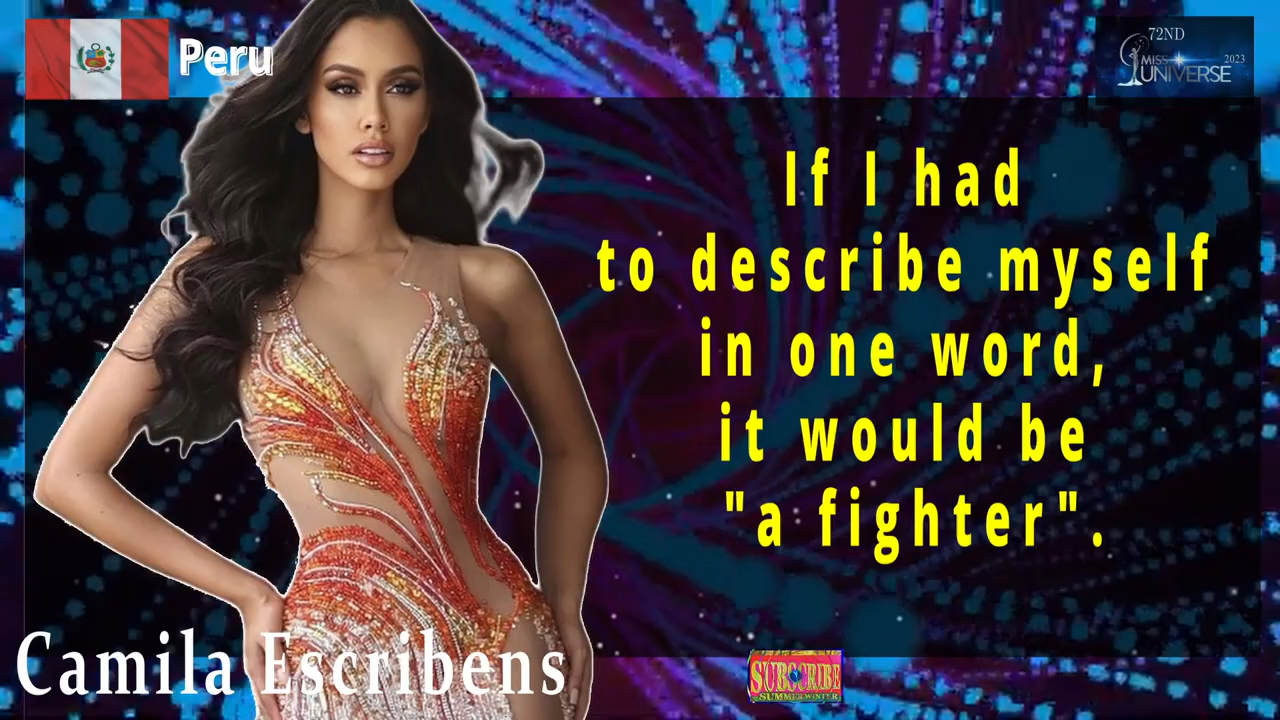 Peru
72ND
MISS
UNIVERSE
2023
If I had
to describe myself
in one word,
it would be
"a fighter".
Camila Escribens
SUBSCRIBE
SUMMERWINTER